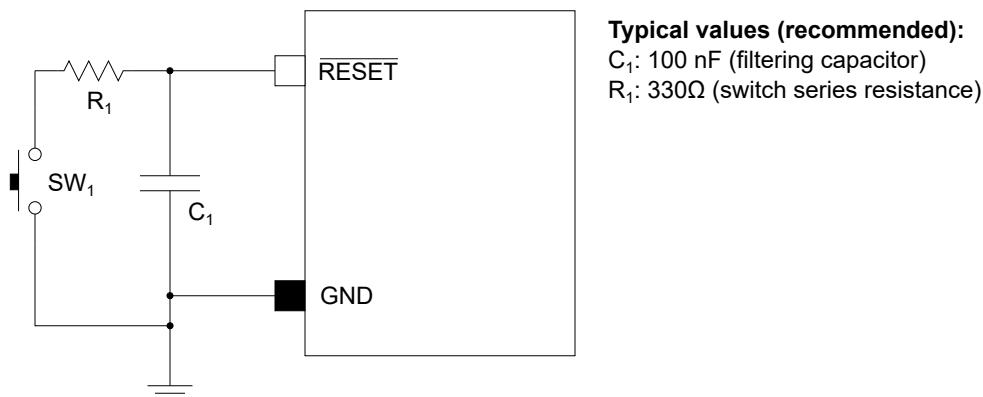 RESET
R₁
SW₁
C₁
GND
Typical values (recommended):
C₁: 100 nF (filtering capacitor)
R₁: 330Ω (switch series resistance)